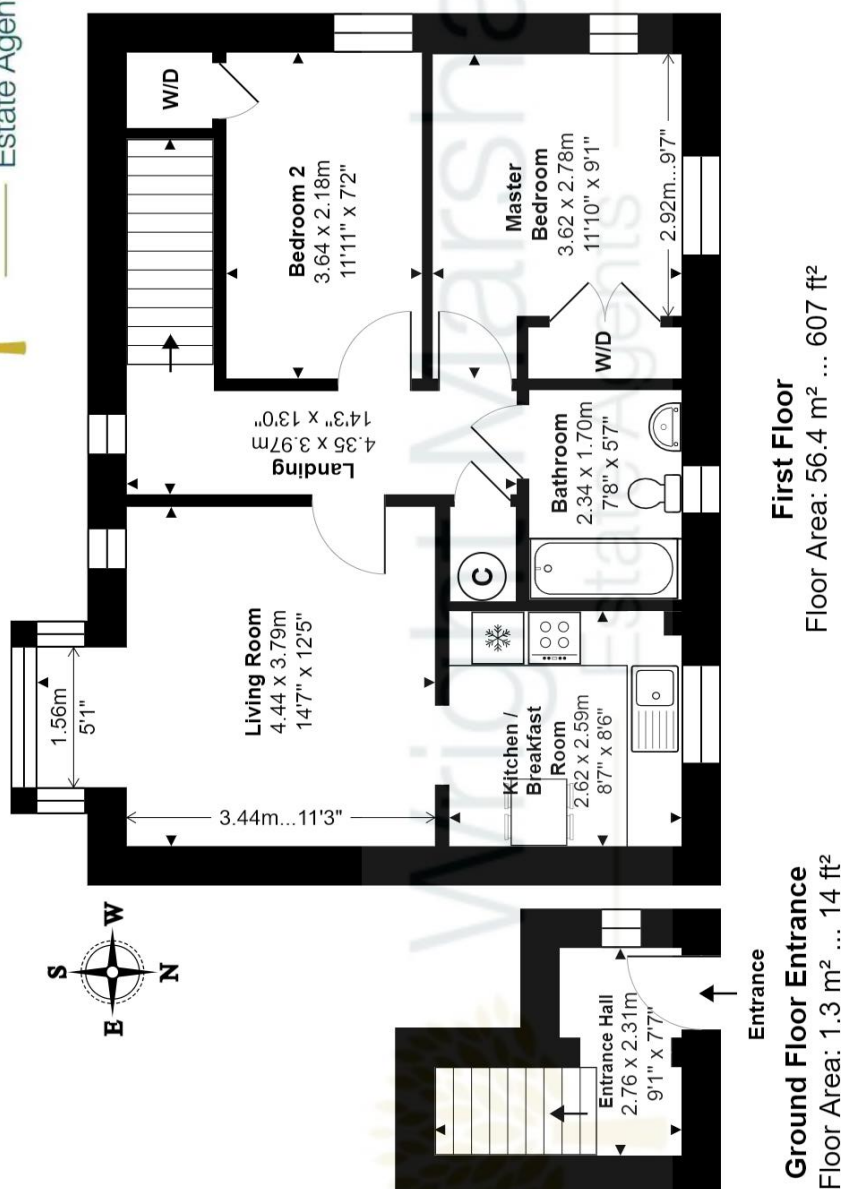 Estate Agen
W/D
Bedroom 2
3.64 x 2.18m
11'11" x 7'2"
Master
Bedroom
3.62 x 2.78m
11'10" x 9'1"
2.92m...9'7"
W/D
Landing
4.35 x 3.97m
14'3" x 13'0"
Bathroom
2.34 x 1.70m
7'8" x 5'7"
C
1.56m
5'1"
Living Room
4.44 x 3.79m
14'7" x 12'5"
3.44m...11'3"
Kitchen /
Breakfast
Room
2.62 x 2.59m
8'7" x 8'6"
First Floor
Floor Area: 56.4 m² ... 607 ft²
S
W
E
N
Entrance Hall
2.76 x 2.31m
9'1" x 7'7"
Entrance
Ground Floor Entrance
Floor Area: 1.3 m² ... 14 ft²
Wright Marshal
Estate Agents